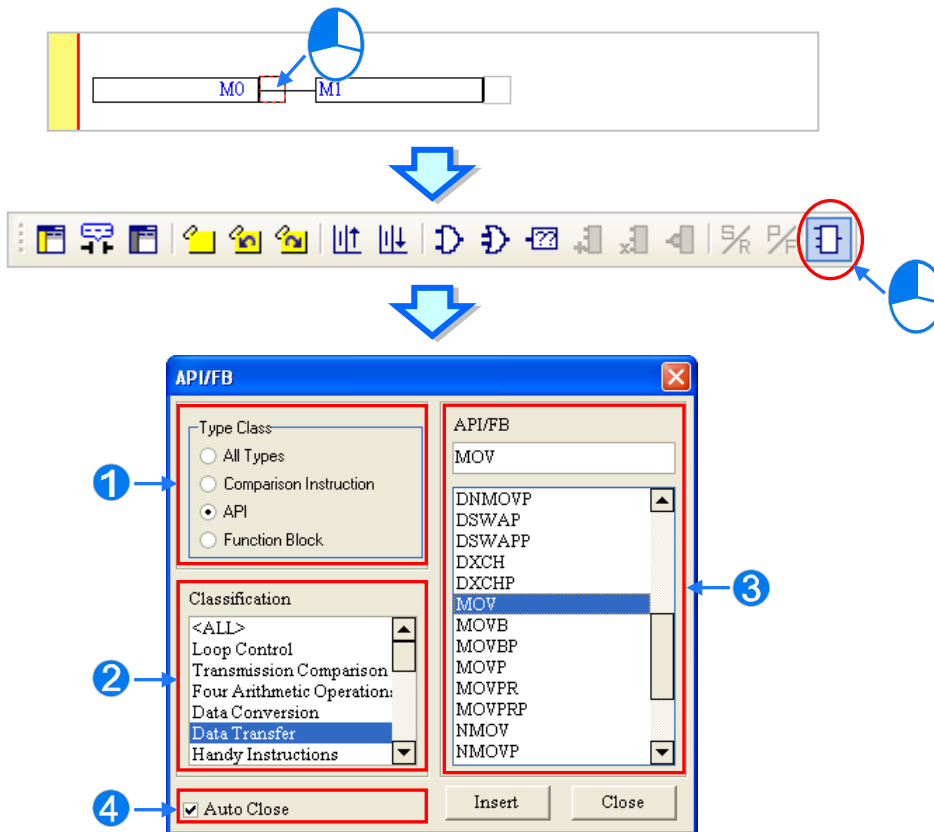 M0
M1
??
S/R
P/F
API/FB
Type Class
All Types
Comparison Instruction
API
Function Block
1
Classification
<ALL>
Loop Control
Transmission Comparison
Four Arithmetic Operation:
Data Conversion
Data Transfer
Handy Instructions
2
Auto Close
4
API/FB
MOV
DNMOVP
DSWAP
DSWAPP
DXCH
DXCHP
MOV
MOVB
MOVBP
MOVP
MOVPR
MOVPRP
NMOV
NMOVP
3
Insert
Close